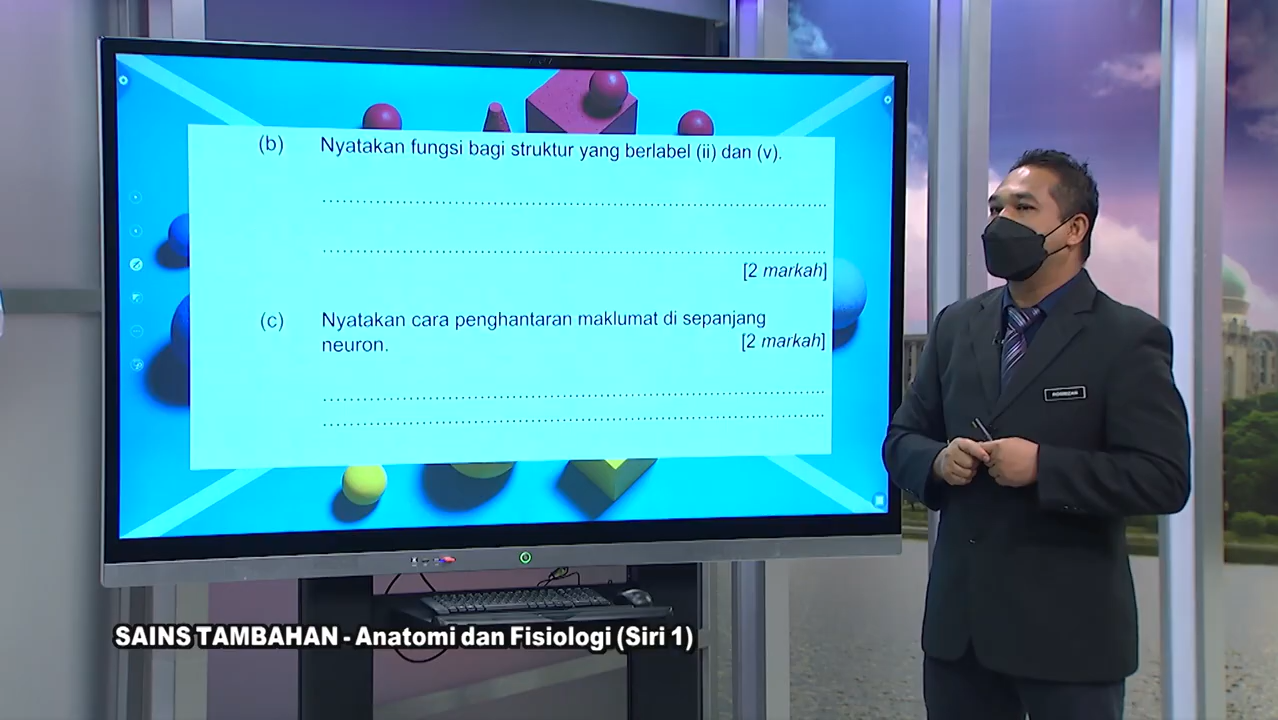 (b) Nyatakan fungsi bagi struktur yang berlabel (ii) dan (v).
[2 markah]
(c) Nyatakan cara penghantaran maklumat di sepanjang
neuron. [2 markah]
SAINS TAMBAHAN - Anatomi dan Fisiologi (Siri 1)